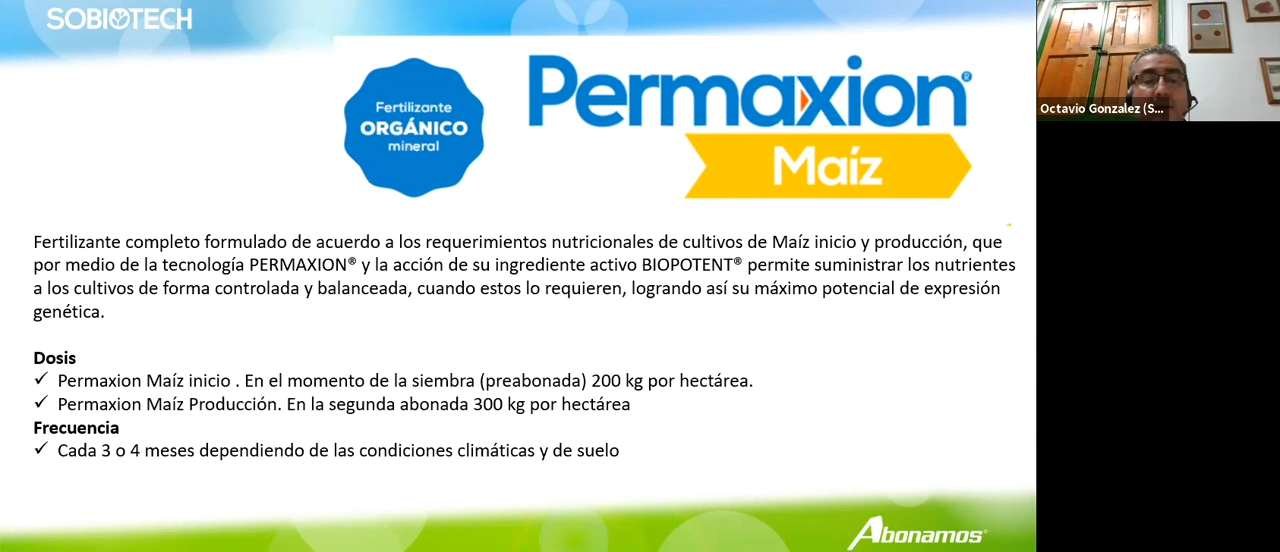 SOBIOTECH
Fertilizante
ORGÁNICO
mineral
Permaxion®
Maíz
Octavio Gonzalez (S...
Fertilizante completo formulado de acuerdo a los requerimientos nutricionales de cultivos de Maíz inicio y producción, que
por medio de la tecnología PERMAXION® y la acción de su ingrediente activo BIOPOTENT® permite suministrar los nutrientes
a los cultivos de forma controlada y balanceada, cuando estos lo requieren, logrando así su máximo potencial de expresión
genética.
Dosis
✓ Permaxion Maíz inicio . En el momento de la siembra (preabonada) 200 kg por hectárea.
✓ Permaxion Maíz Producción. En la segunda abonada 300 kg por hectárea
Frecuencia
✓ Cada 3 o 4 meses dependiendo de las condiciones climáticas y de suelo
Abonamos®